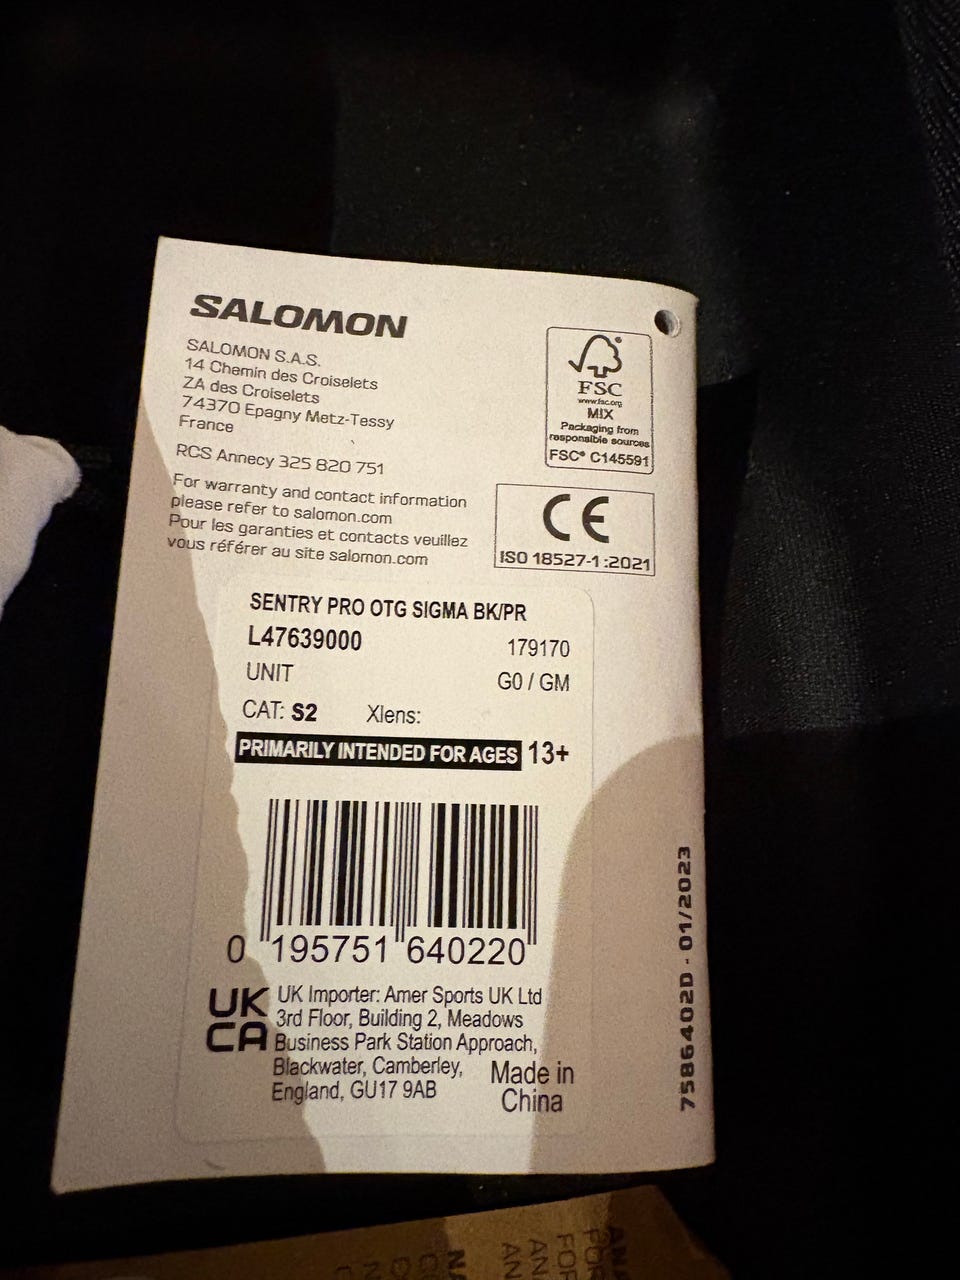 SALOMON
SALOMON S.A.S.
14 Chemin des Croiselets
ZA des Croiselets
74370 Epagny Metz-Tessy
France
RCS Annecy 325 820 751
For warranty and contact information
please refer to salomon.com
Pour les garanties et contacts veuillez
vous référer au site salomon.com
FSC
www.fsc.org
MIX
Packaging from
responsible sources
FSC® C145591
CE
ISO 18527-1:2021
SENTRY PRO OTG SIGMA BK/PR
L47639000 179170
UNIT G0 / GM
CAT: S2 Xlens:
PRIMARILY INTENDED FOR AGES 13+
0 195751 640220
UK
CA
UK Importer: Amer Sports UK Ltd
3rd Floor, Building 2, Meadows
Business Park Station Approach,
Blackwater, Camberley,
England, GU17 9AB
Made in
China
7586402D - 01/2023